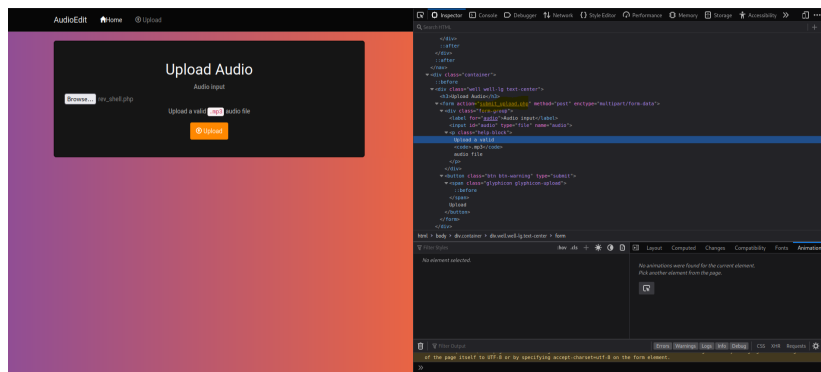 AudioEdit
Home
Upload
Upload Audio
Audio input
Browse... rev_shell.php
Upload a valid .mp3 audio file
Upload
Inspector Console Debugger Network {} Style Editor Performance Memory Storage Accessibility
Search HTML
</div>
::after
</div>
::after
</nav>
<div class="container">
::before
<div class="well well-lg text-center">
<h3>Upload Audio</h3>
<form action="submit_upload.php" method="post" enctype="multipart/form-data">
<div class="form-group">
<label for="audio">Audio input</label>
<input id="audio" type="file" name="audio">
<p class="help-block">
Upload a valid
<code>.mp3</code>
audio file
</p>
</div>
<button class="btn btn-warning" type="submit">
<span class="glyphicon glyphicon-upload">
::before
</span>
Upload
</button>
</form>
</div>
html > body > div.container > div.well.well-lg.text-center > form
Filter Styles :hov .cls +
Layout Computed Changes Compatibility Fonts Animation
No element selected.
No animations were found for the current element.
Pick another element from the page.
Filter Output
Errors Warnings Logs Info Debug CSS XHR Requests
of the page itself to UTF-8 or by specifying accept-charset=utf-8 on the form element.
>>